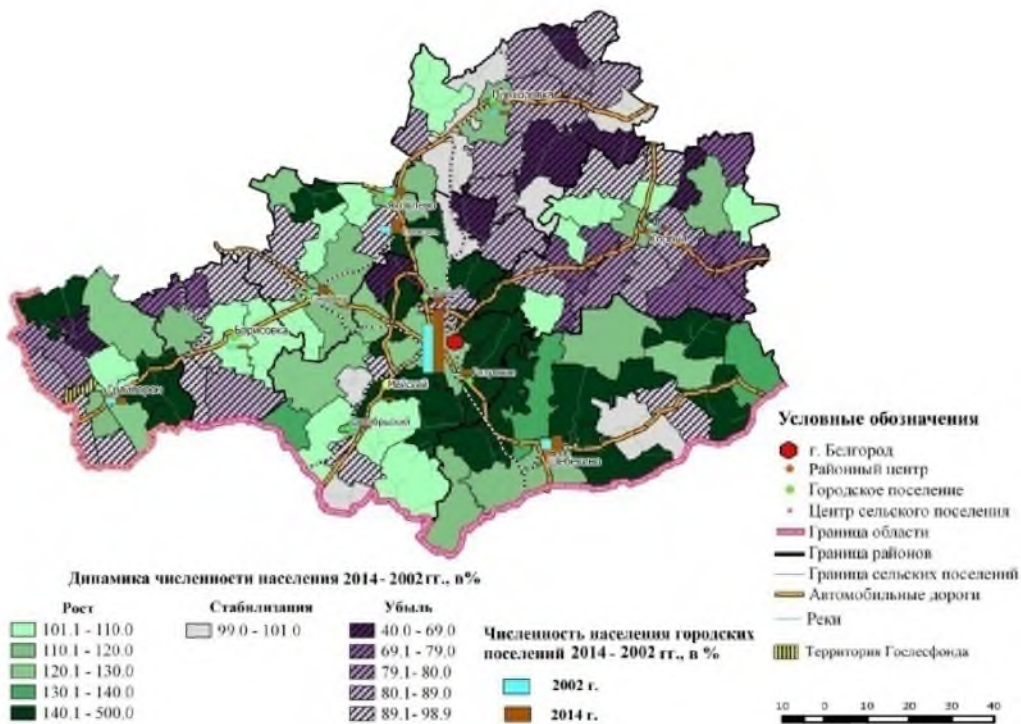 Яковлево
Борисовка
Майский
Разумное
Условные обозначения
г. Белгород
Районный центр
Городское поселение
Центр сельского поселения
Граница области
Граница районов
Граница сельских поселений
Автомобильные дороги
Реки
Территория Гослесфонда
10 0 10 20 30 40
Динамика численности населения 2014 - 2002 гг., в%
Рост
101.1 - 110.0
110.1 - 120.0
120.1 - 130.0
130.1 - 140.0
140.1 - 500.0
Стабилизация
99.0 - 101.0
Убыль
40.0 - 69.0
69.1 - 79.0
79.1 - 80.0
80.1 - 89.0
89.1 - 98.9
Численность населения городских
поселений 2014 - 2002 гг., в %
2002 г.
2014 г.